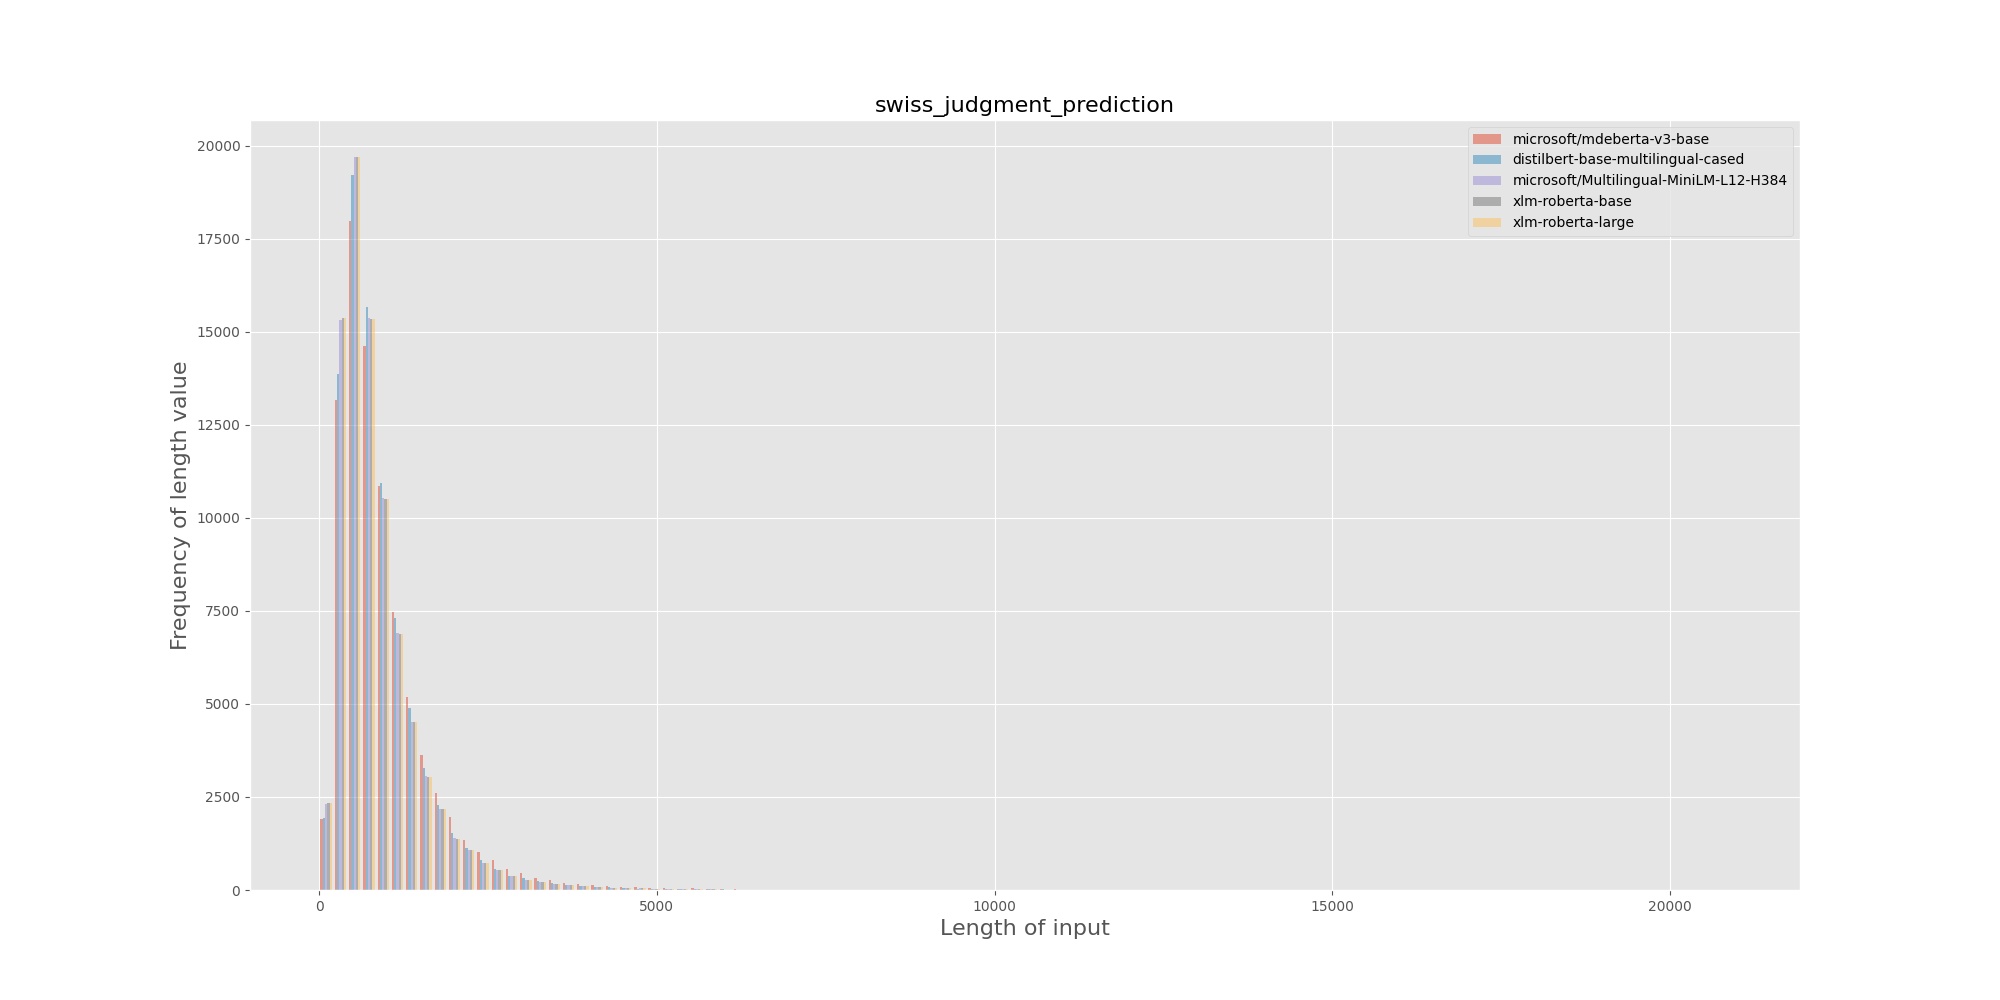 swiss_judgment_prediction
microsoft/mdeberta-v3-base
distilbert-base-multilingual-cased
microsoft/Multilingual-MiniLM-L12-H384
xlm-roberta-base
xlm-roberta-large
Frequency of length value
20000
17500
15000
12500
10000
7500
5000
2500
0
0 5000 10000 15000 20000
Length of input